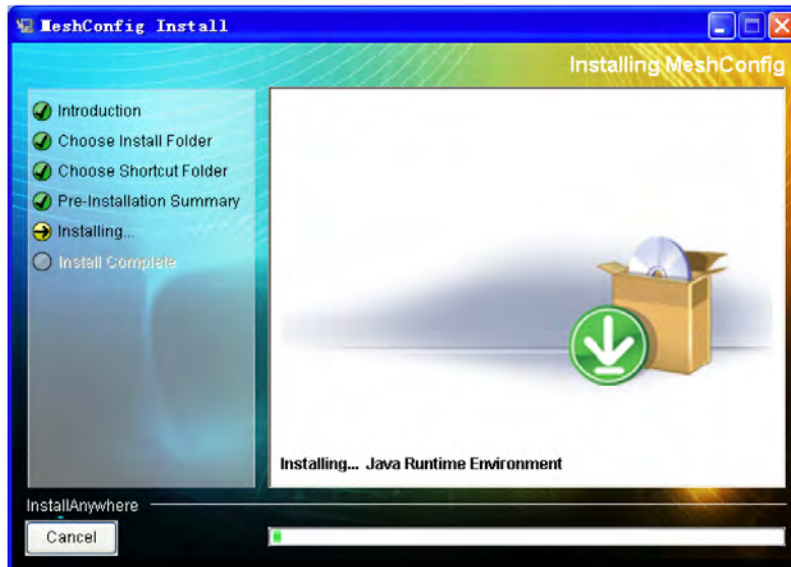 MeshConfig Install
Installing MeshConfig
Introduction
Choose Install Folder
Choose Shortcut Folder
Pre-Installation Summary
Installing...
Install Complete
Installing... Java Runtime Environment
InstallAnywhere
Cancel